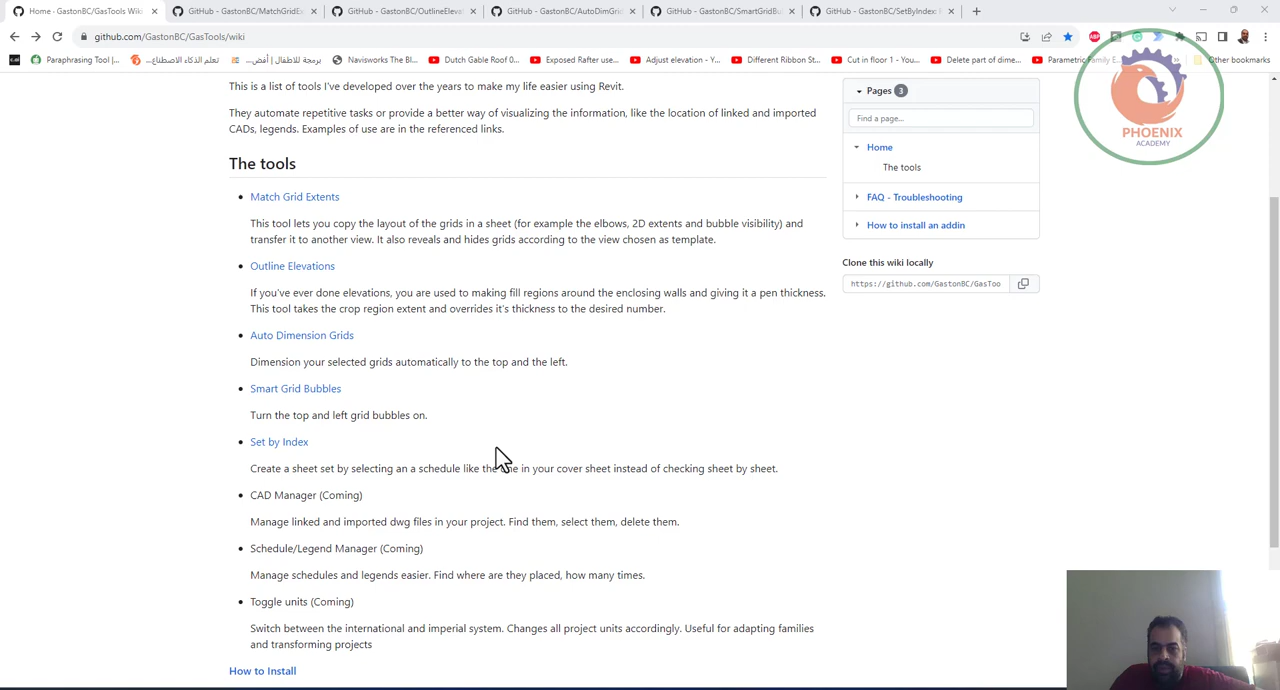 Home · GastonBC/GasTools Wiki
GitHub - GastonBC/MatchGridEx
GitHub - GastonBC/OutlineElevat
GitHub - GastonBC/AutoDimGrid
GitHub - GastonBC/SmartGridBu
GitHub - GastonBC/SetByIndex:
github.com/GastonBC/GasTools/wiki
Paraphrasing Tool |...
تعلم الذكاء الاصطناع...
برمجة للاطفال | أفض...
Navisworks The Bl...
Dutch Gable Roof 0...
Exposed Rafter use...
Adjust elevation - Y...
Different Ribbon St...
Cut in floor 1 - You...
Delete part of dime...
Parametric Family E...
Other bookmarks
This is a list of tools I've developed over the years to make my life easier using Revit.
They automate repetitive tasks or provide a better way of visualizing the information, like the location of linked and imported
CADs, legends. Examples of use are in the referenced links.
The tools
Match Grid Extents
This tool lets you copy the layout of the grids in a sheet (for example the elbows, 2D extents and bubble visibility) and
transfer it to another view. It also reveals and hides grids according to the view chosen as template.
Outline Elevations
If you've ever done elevations, you are used to making fill regions around the enclosing walls and giving it a pen thickness.
This tool takes the crop region extent and overrides it's thickness to the desired number.
Auto Dimension Grids
Dimension your selected grids automatically to the top and the left.
Smart Grid Bubbles
Turn the top and left grid bubbles on.
Set by Index
Create a sheet set by selecting an a schedule like the one in your cover sheet instead of checking sheet by sheet.
CAD Manager (Coming)
Manage linked and imported dwg files in your project. Find them, select them, delete them.
Schedule/Legend Manager (Coming)
Manage schedules and legends easier. Find where are they placed, how many times.
Toggle units (Coming)
Switch between the international and imperial system. Changes all project units accordingly. Useful for adapting families
and transforming projects
How to Install
Pages 3
Find a page...
Home
The tools
FAQ - Troubleshooting
How to install an addin
Clone this wiki locally
https://github.com/GastonBC/GasToo
PHOENIX
ACADEMY